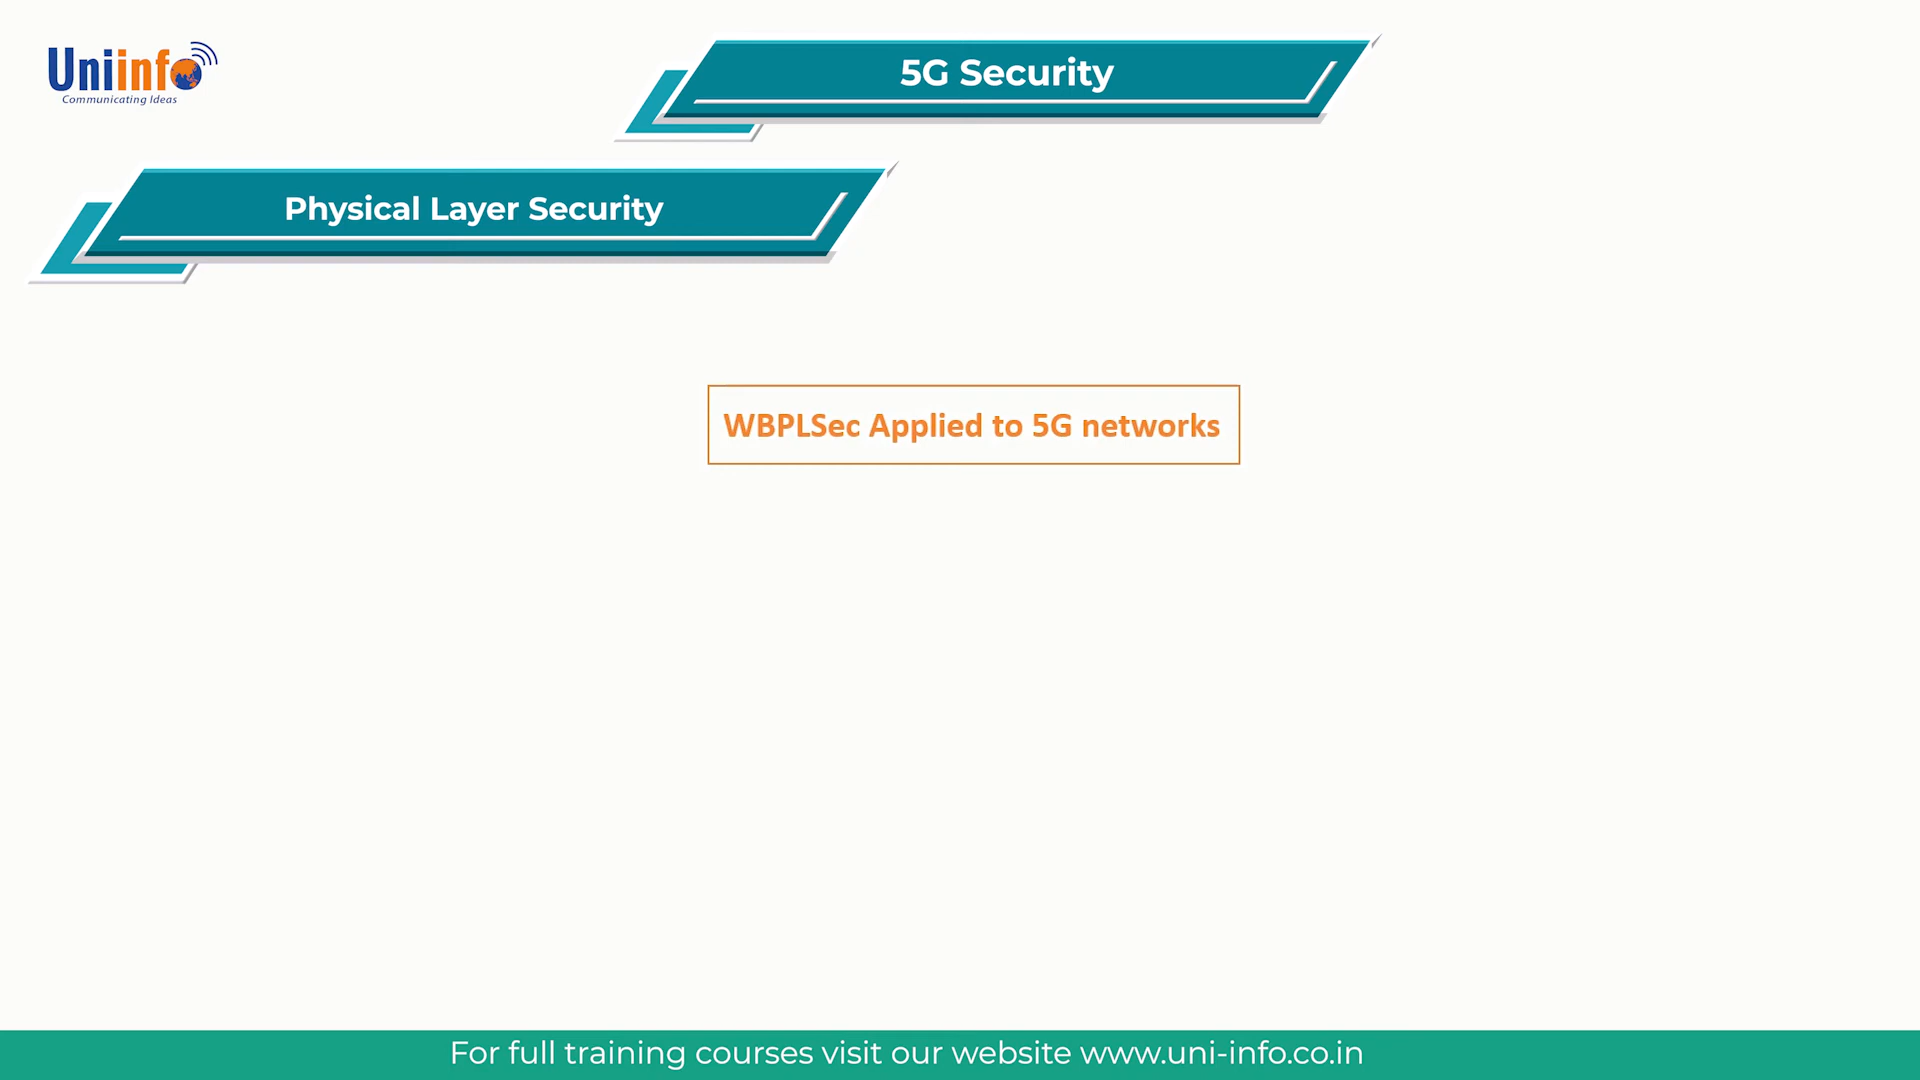 Uniinfo
Communicating Ideas
5G Security
Physical Layer Security
WBPLSec Applied to 5G networks
For full training courses visit our website www.uni-info.co.in